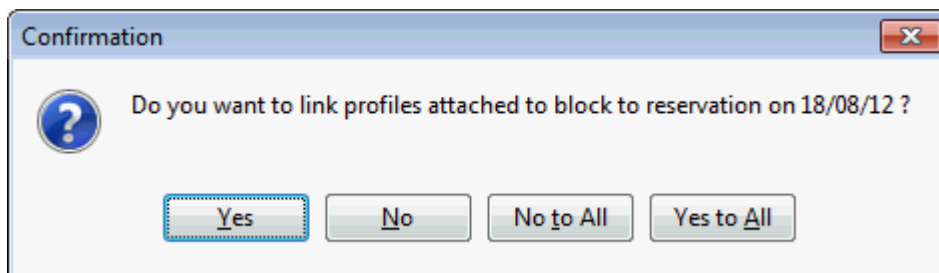 Confirmation
Do you want to link profiles attached to block to reservation on 18/08/12 ?
Yes No No to All Yes to All